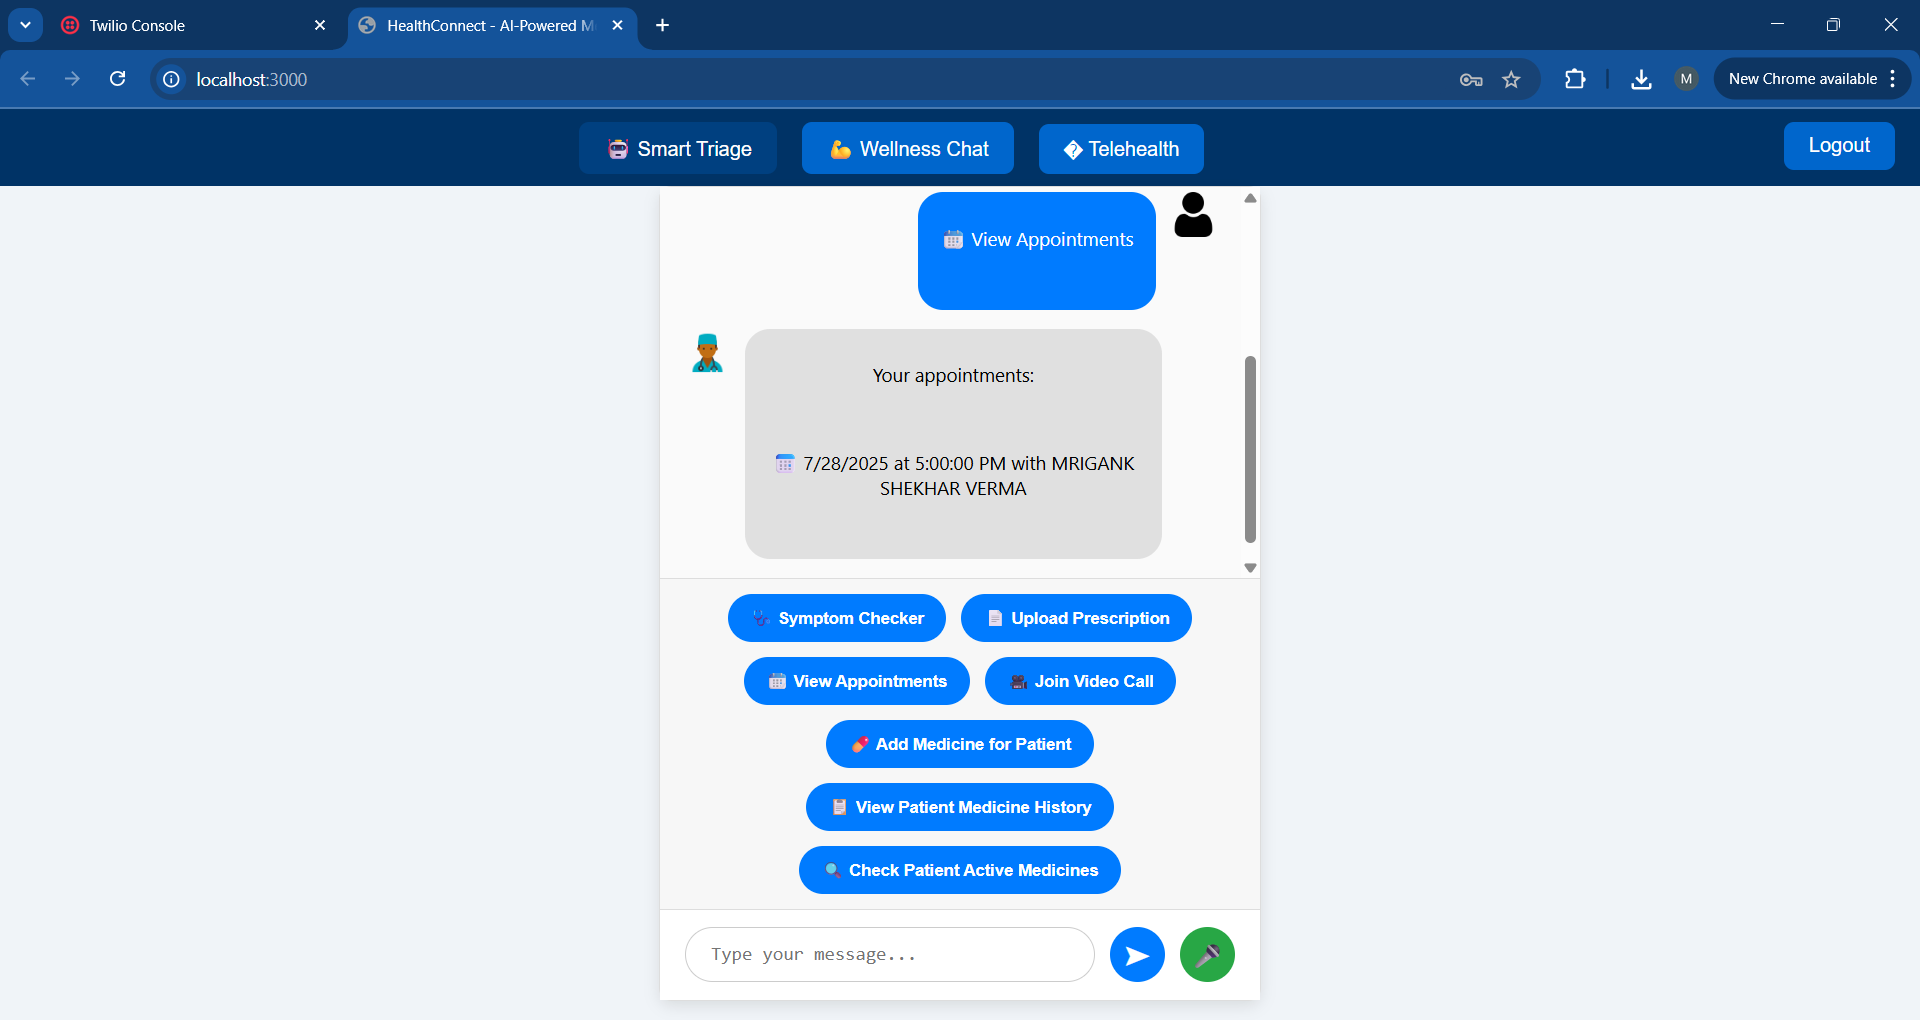 Twilio Console
HealthConnect - AI-Powered M
localhost:3000
M
New Chrome available
Smart Triage
Wellness Chat
� Telehealth
Logout
View Appointments
Your appointments:
7/28/2025 at 5:00:00 PM with MRIGANK
SHEKHAR VERMA
Symptom Checker
Upload Prescription
View Appointments
Join Video Call
Add Medicine for Patient
View Patient Medicine History
Check Patient Active Medicines
Type your message...